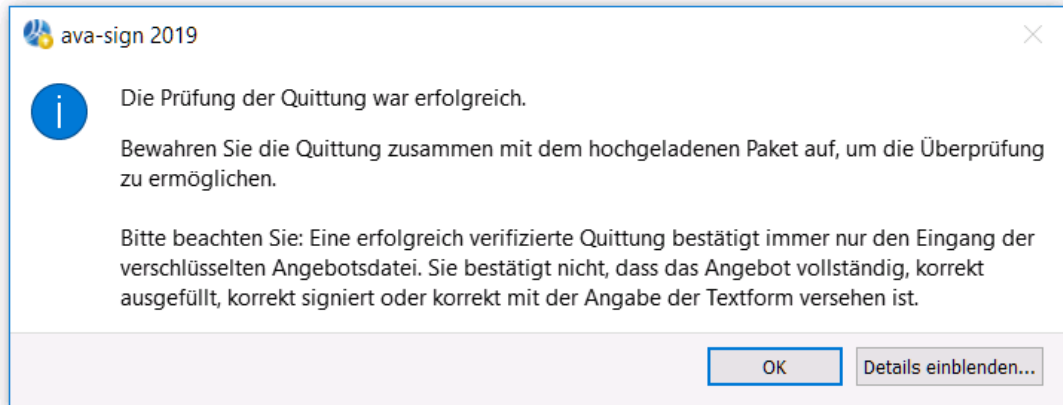 ava-sign 2019
Die Prüfung der Quittung war erfolgreich.
Bewahren Sie die Quittung zusammen mit dem hochgeladenen Paket auf, um die Überprüfung
zu ermöglichen.
Bitte beachten Sie: Eine erfolgreich verifizierte Quittung bestätigt immer nur den Eingang der
verschlüsselten Angebotsdatei. Sie bestätigt nicht, dass das Angebot vollständig, korrekt
ausgefüllt, korrekt signiert oder korrekt mit der Angabe der Textform versehen ist.
OK
Details einblenden...